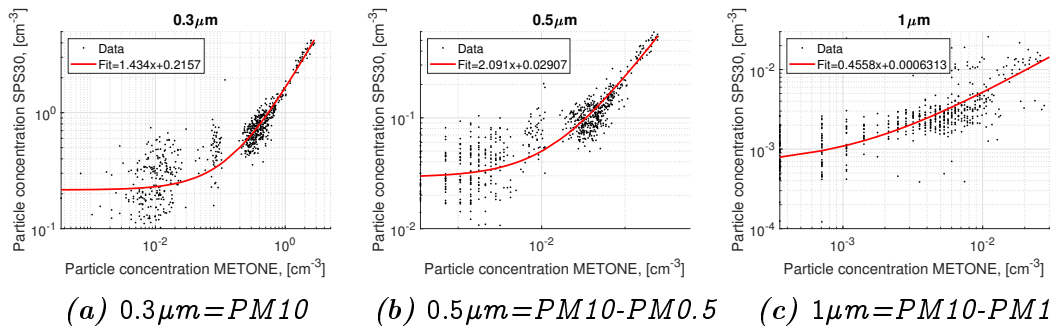 0.3μm
Particle concentration SPS30, [cm⁻³]
Data
Fit=1.434x+0.2157
10⁰
10⁻¹
10⁻² 10⁰
Particle concentration METONE, [cm⁻³]
(a) 0.3μm=PM10
0.5μm
Particle concentration SPS30, [cm⁻³]
Data
Fit=2.091x+0.02907
10⁻¹
10⁻²
10⁻²
Particle concentration METONE, [cm⁻³]
(b) 0.5μm=PM10-PM0.5
1μm
Particle concentration SPS30, [cm⁻³]
Data
Fit=0.4558x+0.0006313
10⁻²
10⁻³
10⁻⁴
10⁻³ 10⁻²
Particle concentration METONE, [cm⁻³]
(c) 1μm=PM10-PM1